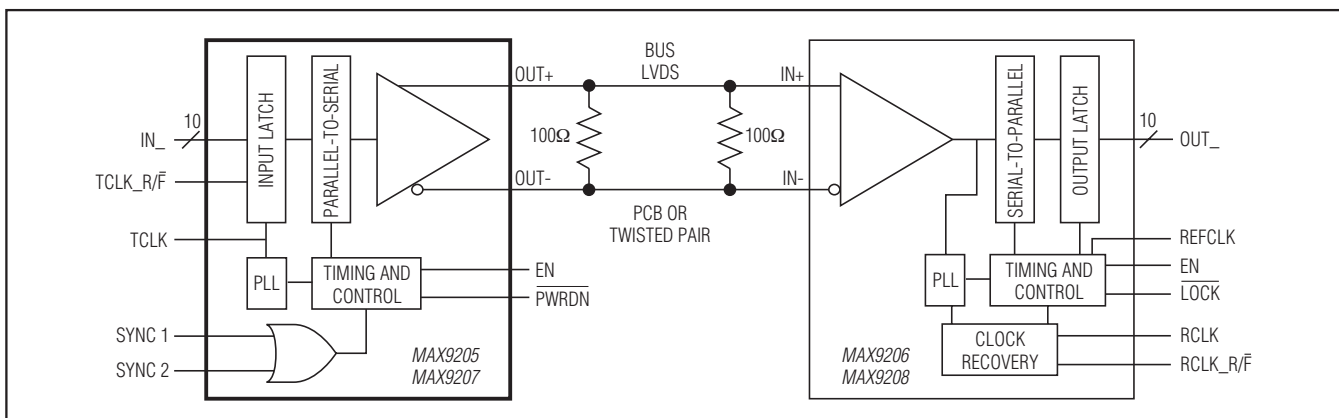 BUS
LVDS
OUT+
IN+
INPUT LATCH
PARALLEL-TO-SERIAL
SERIAL-TO-PARALLEL
OUTPUT LATCH
10
IN_
100Ω
100Ω
10
OUT_
TCLK_R/F̅
OUT-
IN-
PCB OR
TWISTED PAIR
TCLK
PLL
TIMING AND
CONTROL
EN
P̅W̅R̅D̅N̅
PLL
TIMING AND
CONTROL
REFCLK
EN
L̅O̅C̅K̅
SYNC 1
SYNC 2
MAX9205
MAX9207
MAX9206
MAX9208
CLOCK
RECOVERY
RCLK
RCLK_R/F̅